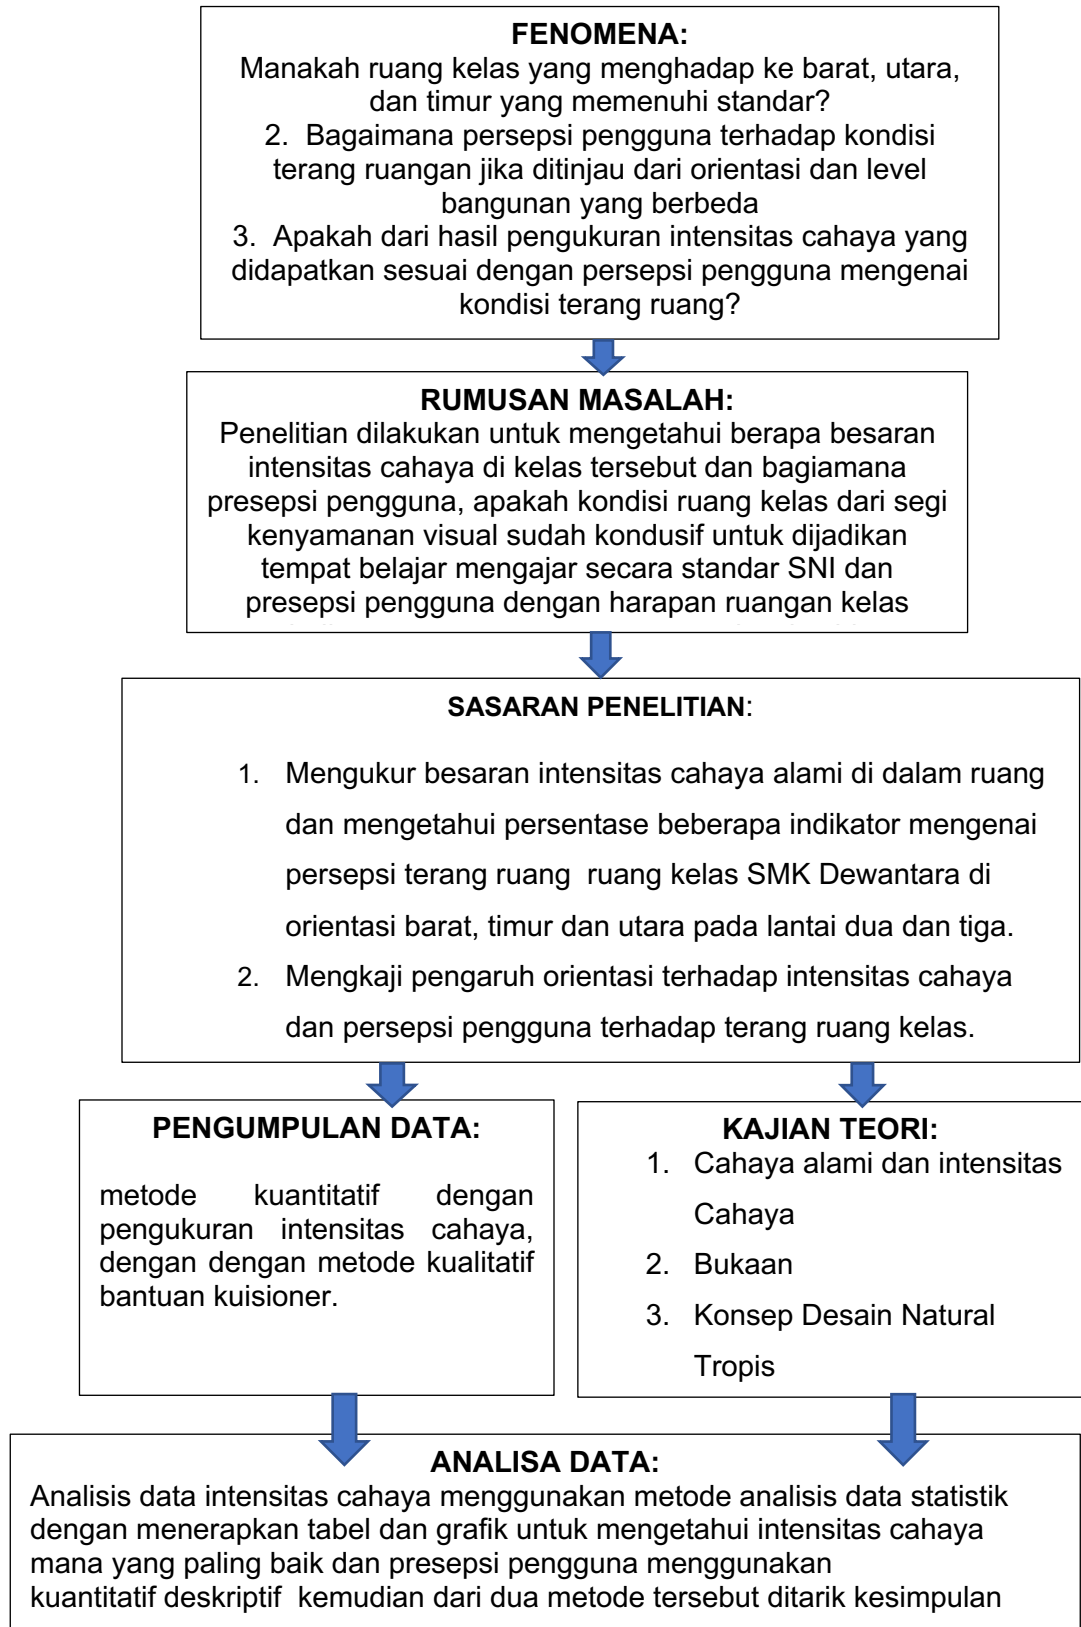 FENOMENA:
Manakah ruang kelas yang menghadap ke barat, utara,
dan timur yang memenuhi standar?
2. Bagaimana persepsi pengguna terhadap kondisi
terang ruangan jika ditinjau dari orientasi dan level
bangunan yang berbeda
3. Apakah dari hasil pengukuran intensitas cahaya yang
didapatkan sesuai dengan persepsi pengguna mengenai
kondisi terang ruang?
RUMUSAN MASALAH:
Penelitian dilakukan untuk mengetahui berapa besaran
intensitas cahaya di kelas tersebut dan bagiamana
presepsi pengguna, apakah kondisi ruang kelas dari segi
kenyamanan visual sudah kondusif untuk dijadikan
tempat belajar mengajar secara standar SNI dan
presepsi pengguna dengan harapan ruangan kelas
SASARAN PENELITIAN:
1. Mengukur besaran intensitas cahaya alami di dalam ruang
dan mengetahui persentase beberapa indikator mengenai
persepsi terang ruang ruang kelas SMK Dewantara di
orientasi barat, timur dan utara pada lantai dua dan tiga.
2. Mengkaji pengaruh orientasi terhadap intensitas cahaya
dan persepsi pengguna terhadap terang ruang kelas.
PENGUMPULAN DATA:
metode kuantitatif dengan
pengukuran intensitas cahaya,
dengan dengan metode kualitatif
bantuan kuisioner.
KAJIAN TEORI:
1. Cahaya alami dan intensitas
Cahaya
2. Bukaan
3. Konsep Desain Natural
Tropis
ANALISA DATA:
Analisis data intensitas cahaya menggunakan metode analisis data statistik
dengan menerapkan tabel dan grafik untuk mengetahui intensitas cahaya
mana yang paling baik dan presepsi pengguna menggunakan
kuantitatif deskriptif kemudian dari dua metode tersebut ditarik kesimpulan